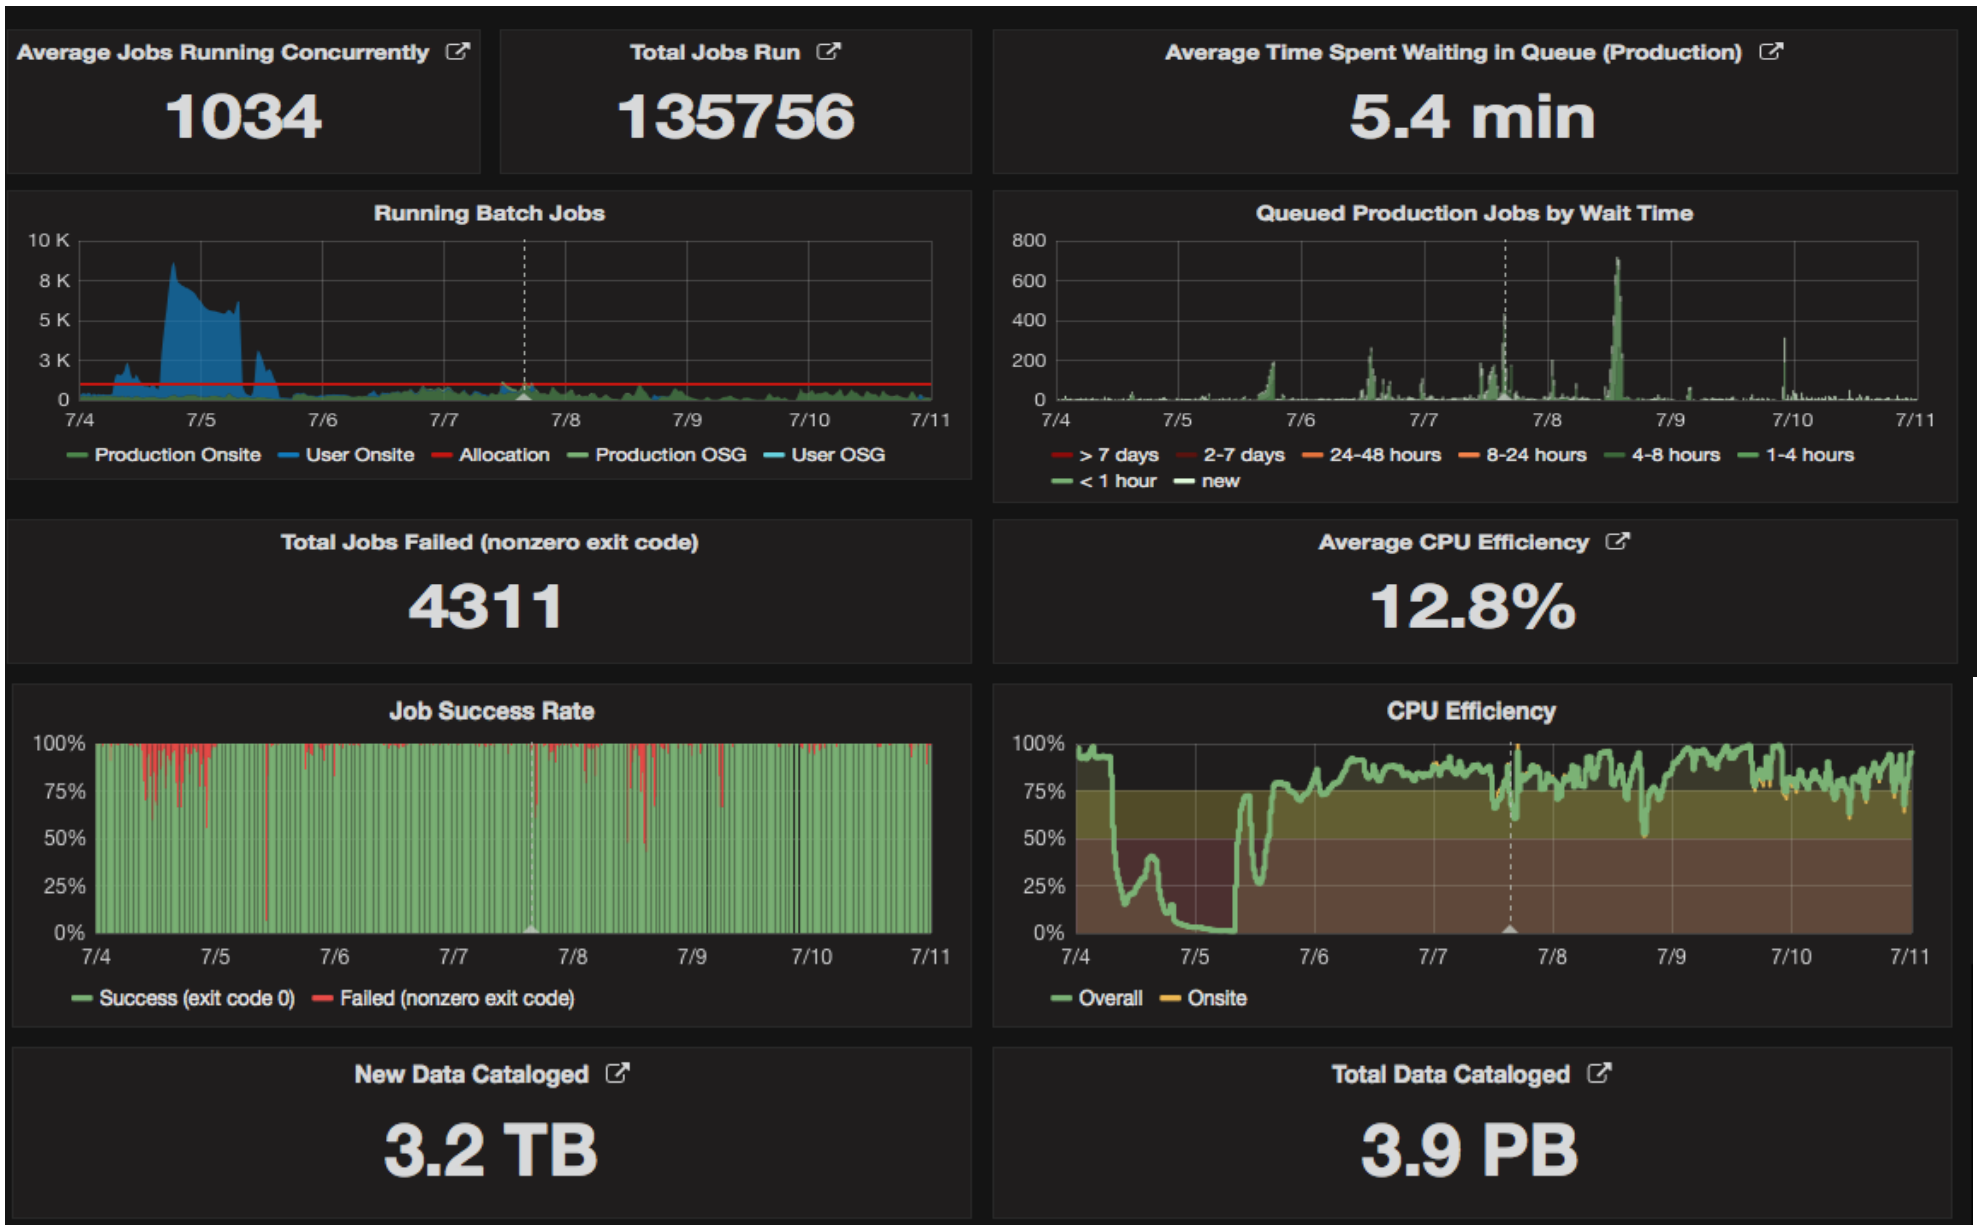 Average Jobs Running Concurrently
1034
Total Jobs Run
135756
Average Time Spent Waiting in Queue (Production)
5.4 min
Running Batch Jobs
10 K
8 K
5 K
3 K
0
7/4 7/5 7/6 7/7 7/8 7/9 7/10 7/11
Production Onsite User Onsite Allocation Production OSG User OSG
Queued Production Jobs by Wait Time
800
600
400
200
0
7/4 7/5 7/6 7/7 7/8 7/9 7/10 7/11
> 7 days 2-7 days 24-48 hours 8-24 hours 4-8 hours 1-4 hours
< 1 hour new
Total Jobs Failed (nonzero exit code)
4311
Average CPU Efficiency
12.8%
Job Success Rate
100%
75%
50%
25%
0%
7/4 7/5 7/6 7/7 7/8 7/9 7/10 7/11
Success (exit code 0) Failed (nonzero exit code)
CPU Efficiency
100%
75%
50%
25%
0%
7/4 7/5 7/6 7/7 7/8 7/9 7/10 7/11
Overall Onsite
New Data Cataloged
3.2 TB
Total Data Cataloged
3.9 PB